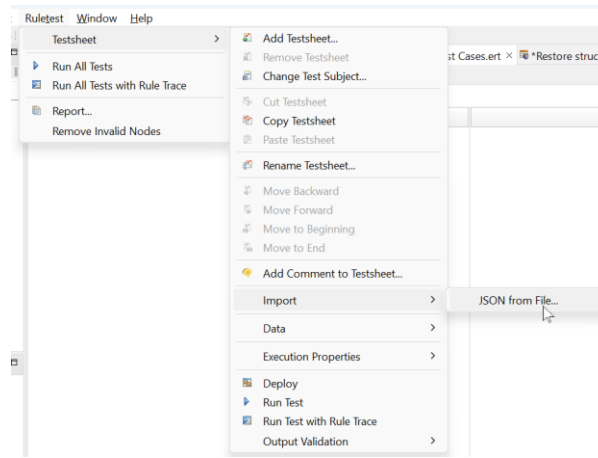 Ruletest Window Help
Testsheet
Run All Tests
Run All Tests with Rule Trace
Report...
Remove Invalid Nodes
Add Testsheet...
Remove Testsheet
Change Test Subject...
Cut Testsheet
Copy Testsheet
Paste Testsheet
Rename Testsheet...
Move Backward
Move Forward
Move to Beginning
Move to End
Add Comment to Testsheet...
Import
Data
Execution Properties
Deploy
Run Test
Run Test with Rule Trace
Output Validation
JSON from File...
st Cases.ert × *Restore struc